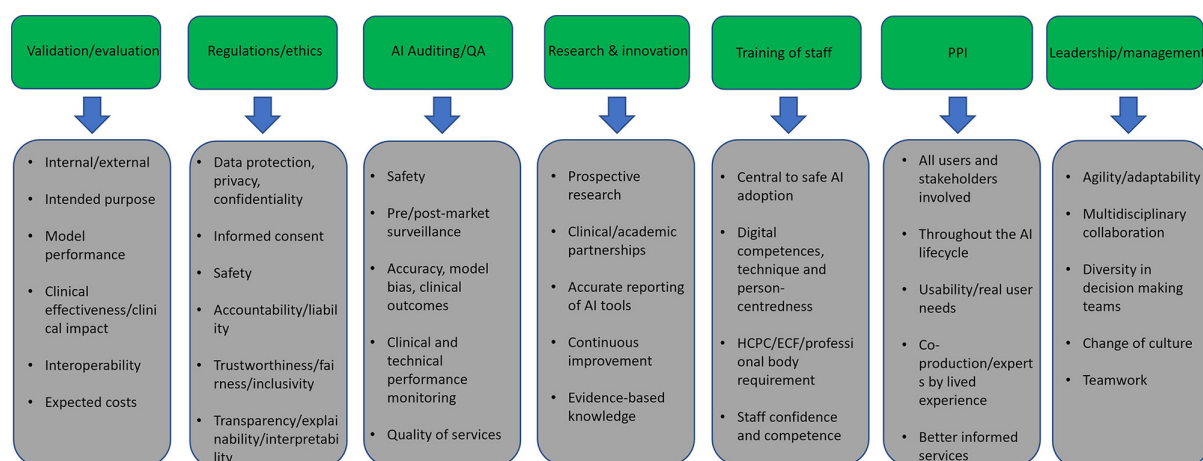 Validation/evaluation
Regulations/ethics
AI Auditing/QA
Research & innovation
Training of staff
PPI
Leadership/management
• Internal/external
• Intended purpose
• Model
performance
• Clinical
effectiveness/clini
cal impact
• Interoperability
• Expected costs
• Data protection,
privacy,
confidentiality
• Informed consent
• Safety
• Accountability/liabil
ity
• Trustworthiness/fai
rness/inclusivity
• Transparency/explai
nability/interpretabi
lity
• Safety
• Pre/post-market
surveillance
• Accuracy, model
bias, clinical
outcomes
• Clinical and
technical
performance
monitoring
• Quality of services
• Prospective
research
• Clinical/academic
partnerships
• Accurate reporting
of AI tools
• Continuous
improvement
• Evidence-based
knowledge
• Central to safe AI
adoption
• Digital
competences,
technique and
person-
centredness
• HCPC/ECF/professi
onal body
requirement
• Staff confidence
and competence
• All users and
stakeholders
involved
• Throughout the AI
lifecycle
• Usability/real user
needs
• Co-
production/expert
s by lived
experience
• Better informed
services
• Agility/adaptability
• Multidisciplinary
collaboration
• Diversity in
decision making
teams
• Change of culture
• Teamwork